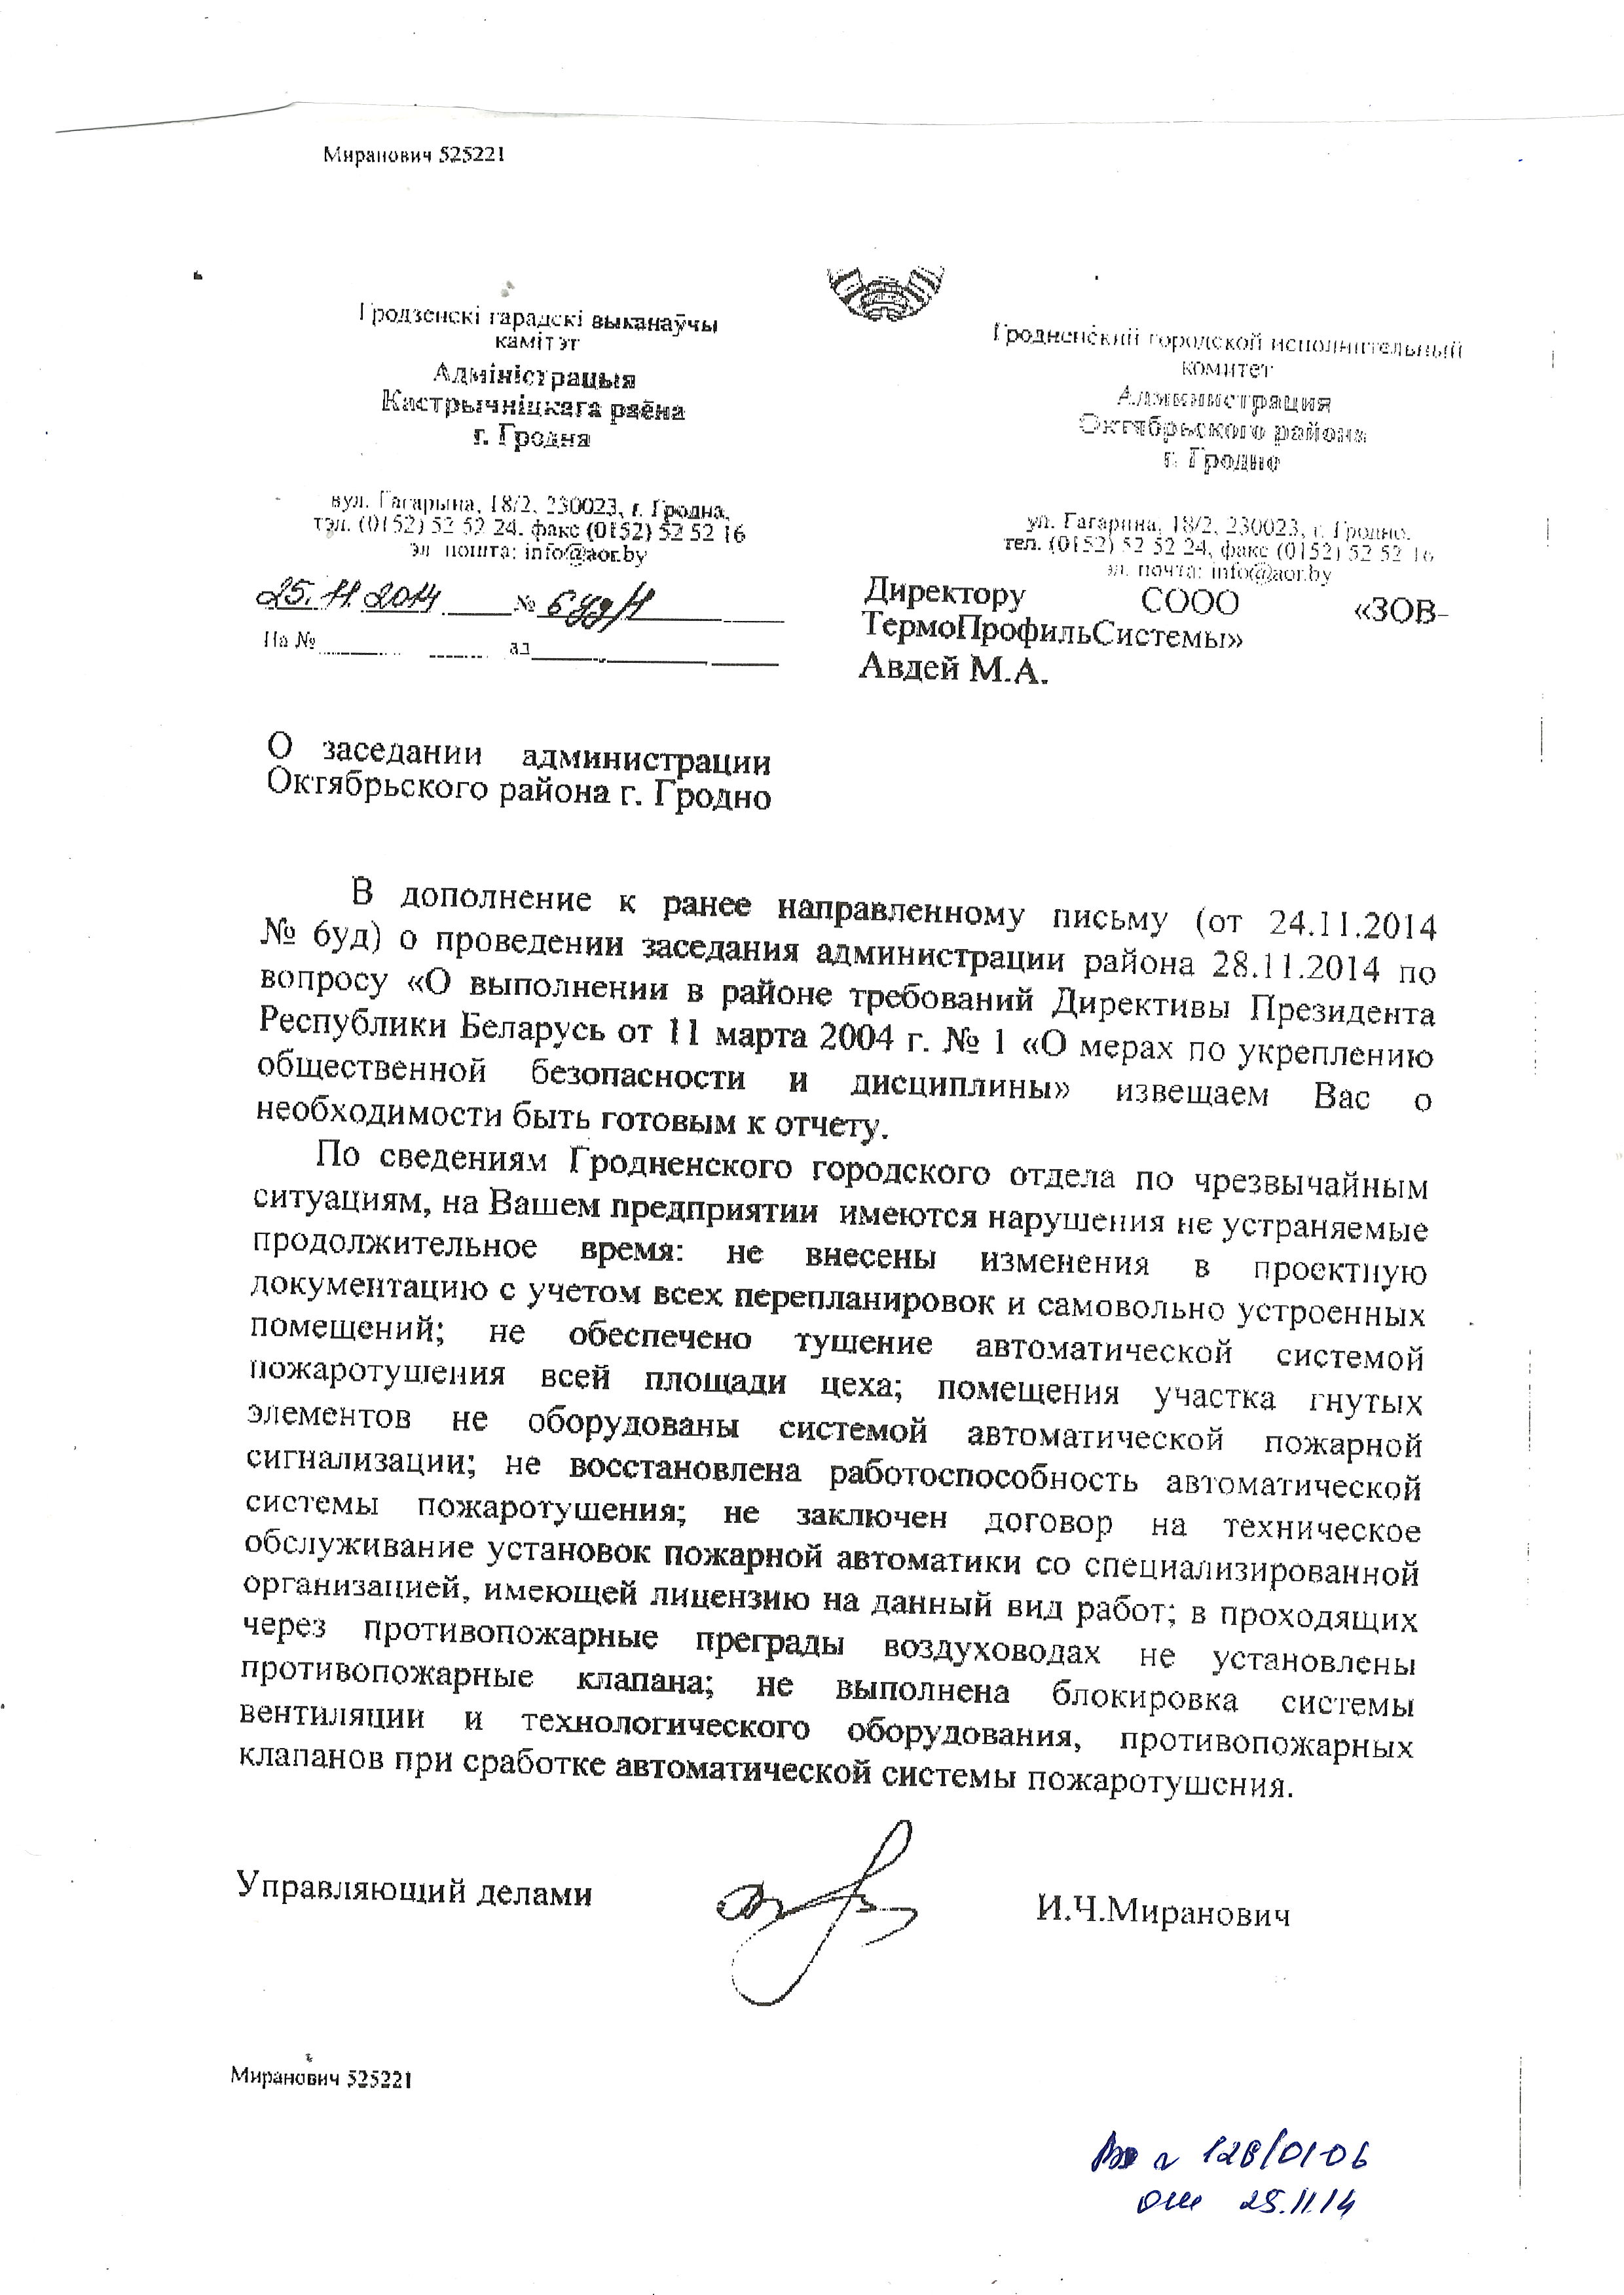 Миранович 525221
Гродзенскі гарадскі выканаўчы
камітэт
Адміністрацыя
Кастрычніцкага раёна
г. Гродна
вул. Гагарына, 18/2, 230023, г. Гродна,
тэл. (0152) 52 52 24, факс (0152) 52 52 16
эл. пошта: info@aor.by
25.11.2014 № 6уд/1
На № ад
Гродненский городской исполнительный
комитет
Администрация
Октябрьского района
г. Гродно
ул. Гагарина, 18/2, 230023, г. Гродно,
тел. (0152) 52 52 24, факс (0152) 52 52 16
эл. почта: info@aor.by
Директору СООО «ЗОВ-
ТермоПрофильСистемы»
Авдей М.А.
О заседании администрации
Октябрьского района г. Гродно
В дополнение к ранее направленному письму (от 24.11.2014
№ 6уд) о проведении заседания администрации района 28.11.2014 по
вопросу «О выполнении в районе требований Директивы Президента
Республики Беларусь от 11 марта 2004 г. № 1 «О мерах по укреплению
общественной безопасности и дисциплины» извещаем Вас о
необходимости быть готовым к отчету.
По сведениям Гродненского городского отдела по чрезвычайным
ситуациям, на Вашем предприятии имеются нарушения не устраняемые
продолжительное время: не внесены изменения в проектную
документацию с учетом всех перепланировок и самовольно устроенных
помещений; не обеспечено тушение автоматической системой
пожаротушения всей площади цеха; помещения участка гнутых
элементов не оборудованы системой автоматической пожарной
сигнализации; не восстановлена работоспособность автоматической
системы пожаротушения; не заключен договор на техническое
обслуживание установок пожарной автоматики со специализированной
организацией, имеющей лицензию на данный вид работ; в проходящих
через противопожарные преграды воздуховодах не установлены
противопожарные клапана; не выполнена блокировка системы
вентиляции и технологического оборудования, противопожарных
клапанов при сработке автоматической системы пожаротушения.
Управляющий делами И.Ч.Миранович
Миранович 525221
128/01-06
от 25.11.14